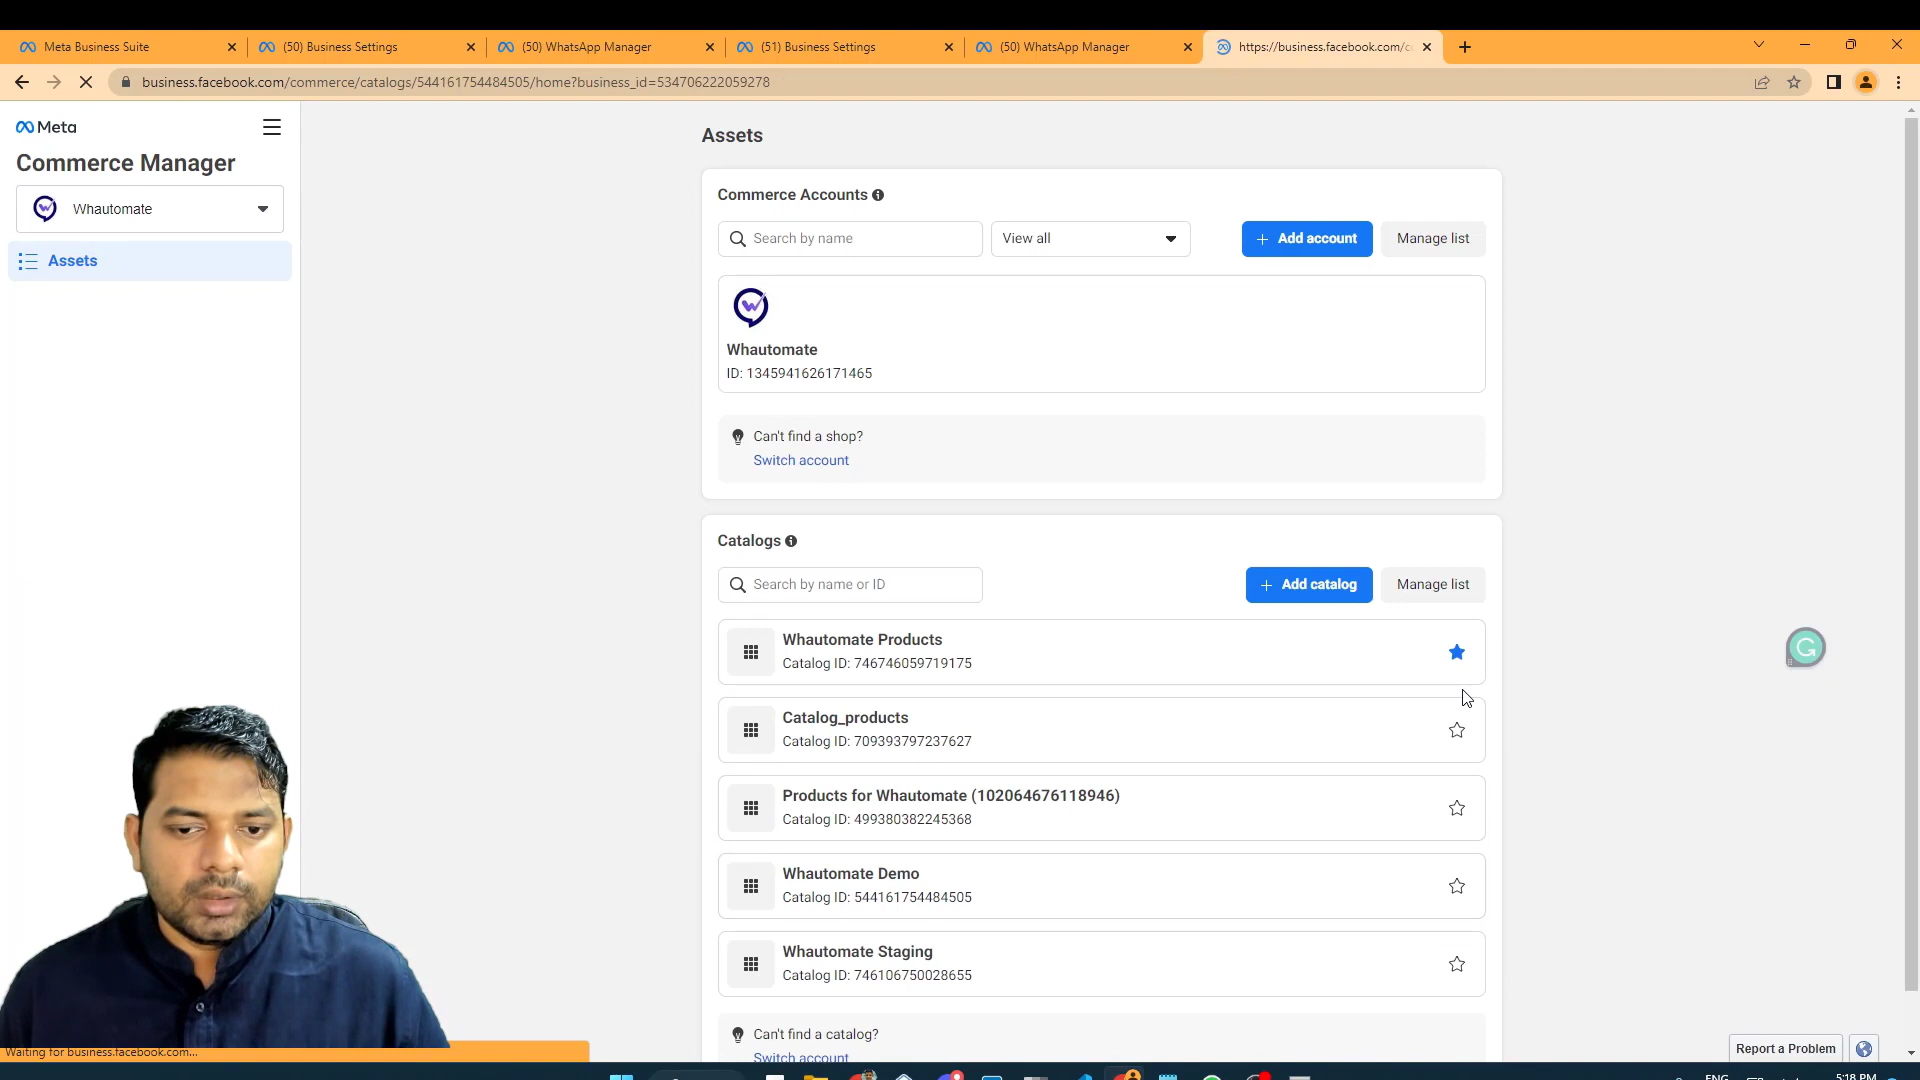 Meta Business Suite
(50) Business Settings
(50) WhatsApp Manager
(51) Business Settings
(50) WhatsApp Manager
https://business.facebook.com/c
business.facebook.com/commerce/catalogs/544161754484505/home?business_id=534706222059278
Meta
Commerce Manager
Whautomate
Assets
Assets
Commerce Accounts
Search by name
View all
+ Add account
Manage list
Whautomate
ID: 1345941626171465
Can't find a shop?
Switch account
Catalogs
Search by name or ID
+ Add catalog
Manage list
Whautomate Products
Catalog ID: 746746059719175
Catalog_products
Catalog ID: 709393797237627
Products for Whautomate (102064676118946)
Catalog ID: 499380382245368
Whautomate Demo
Catalog ID: 544161754484505
Whautomate Staging
Catalog ID: 746106750028655
Can't find a catalog?
Switch account
Report a Problem
Waiting for business.facebook.com...
ENG
5:18 PM